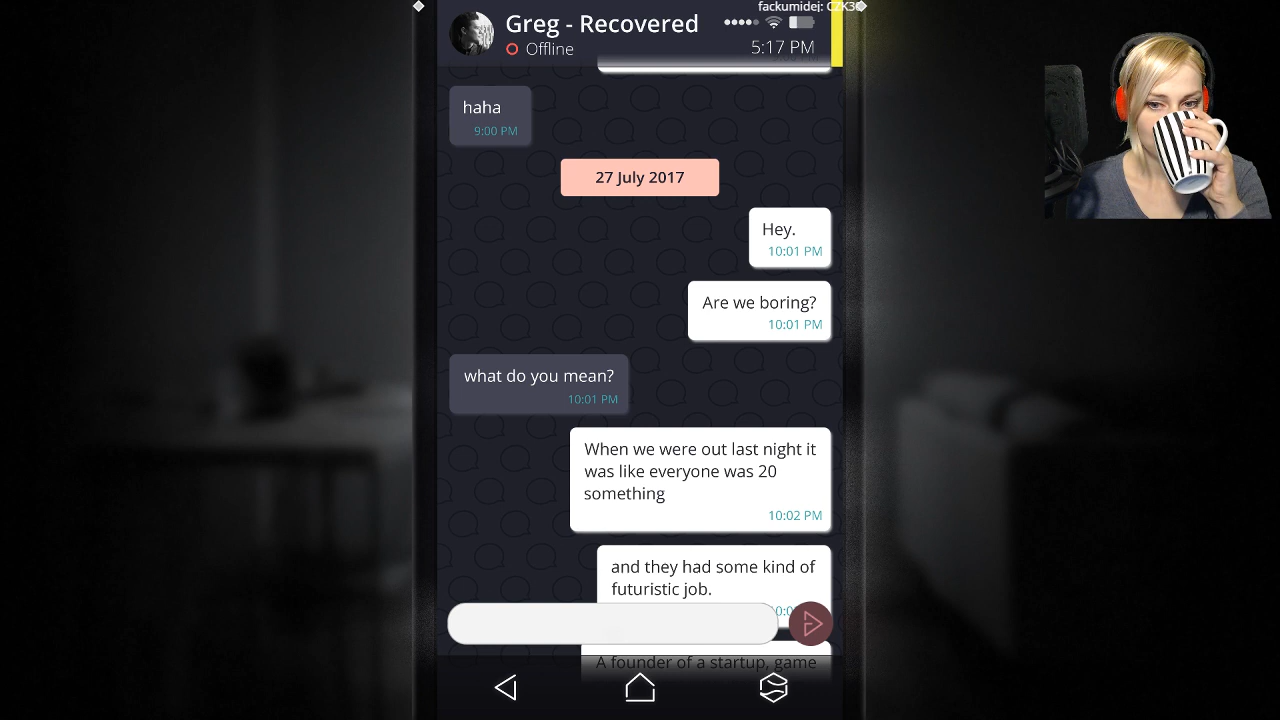 fackumidej: CZK3
Greg - Recovered
Offline
5:17 PM
haha
9:00 PM
27 July 2017
Hey.
10:01 PM
Are we boring?
10:01 PM
what do you mean?
10:01 PM
When we were out last night it
was like everyone was 20
something
10:02 PM
and they had some kind of
futuristic job.
A founder of a startup, game